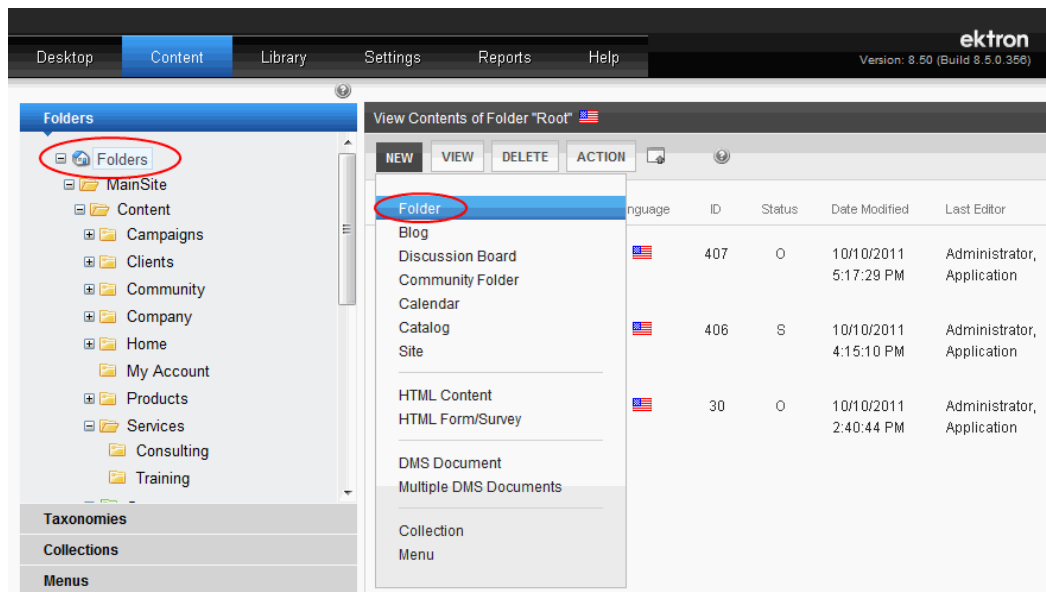 ektron
Desktop Content Library Settings Reports Help
Version: 8.50 (Build 8.5.0.356)
Folders
Folders
MainSite
Content
Campaigns
Clients
Community
Company
Home
My Account
Products
Services
Consulting
Training
Taxonomies
Collections
Menus
View Contents of Folder "Root"
NEW VIEW DELETE ACTION
Folder
Blog
Discussion Board
Community Folder
Calendar
Catalog
Site
HTML Content
HTML Form/Survey
DMS Document
Multiple DMS Documents
Collection
Menu
nguage ID Status Date Modified Last Editor
407 O 10/10/2011 Administrator,
5:17:29 PM Application
406 S 10/10/2011 Administrator,
4:15:10 PM Application
30 O 10/10/2011 Administrator,
2:40:44 PM Application